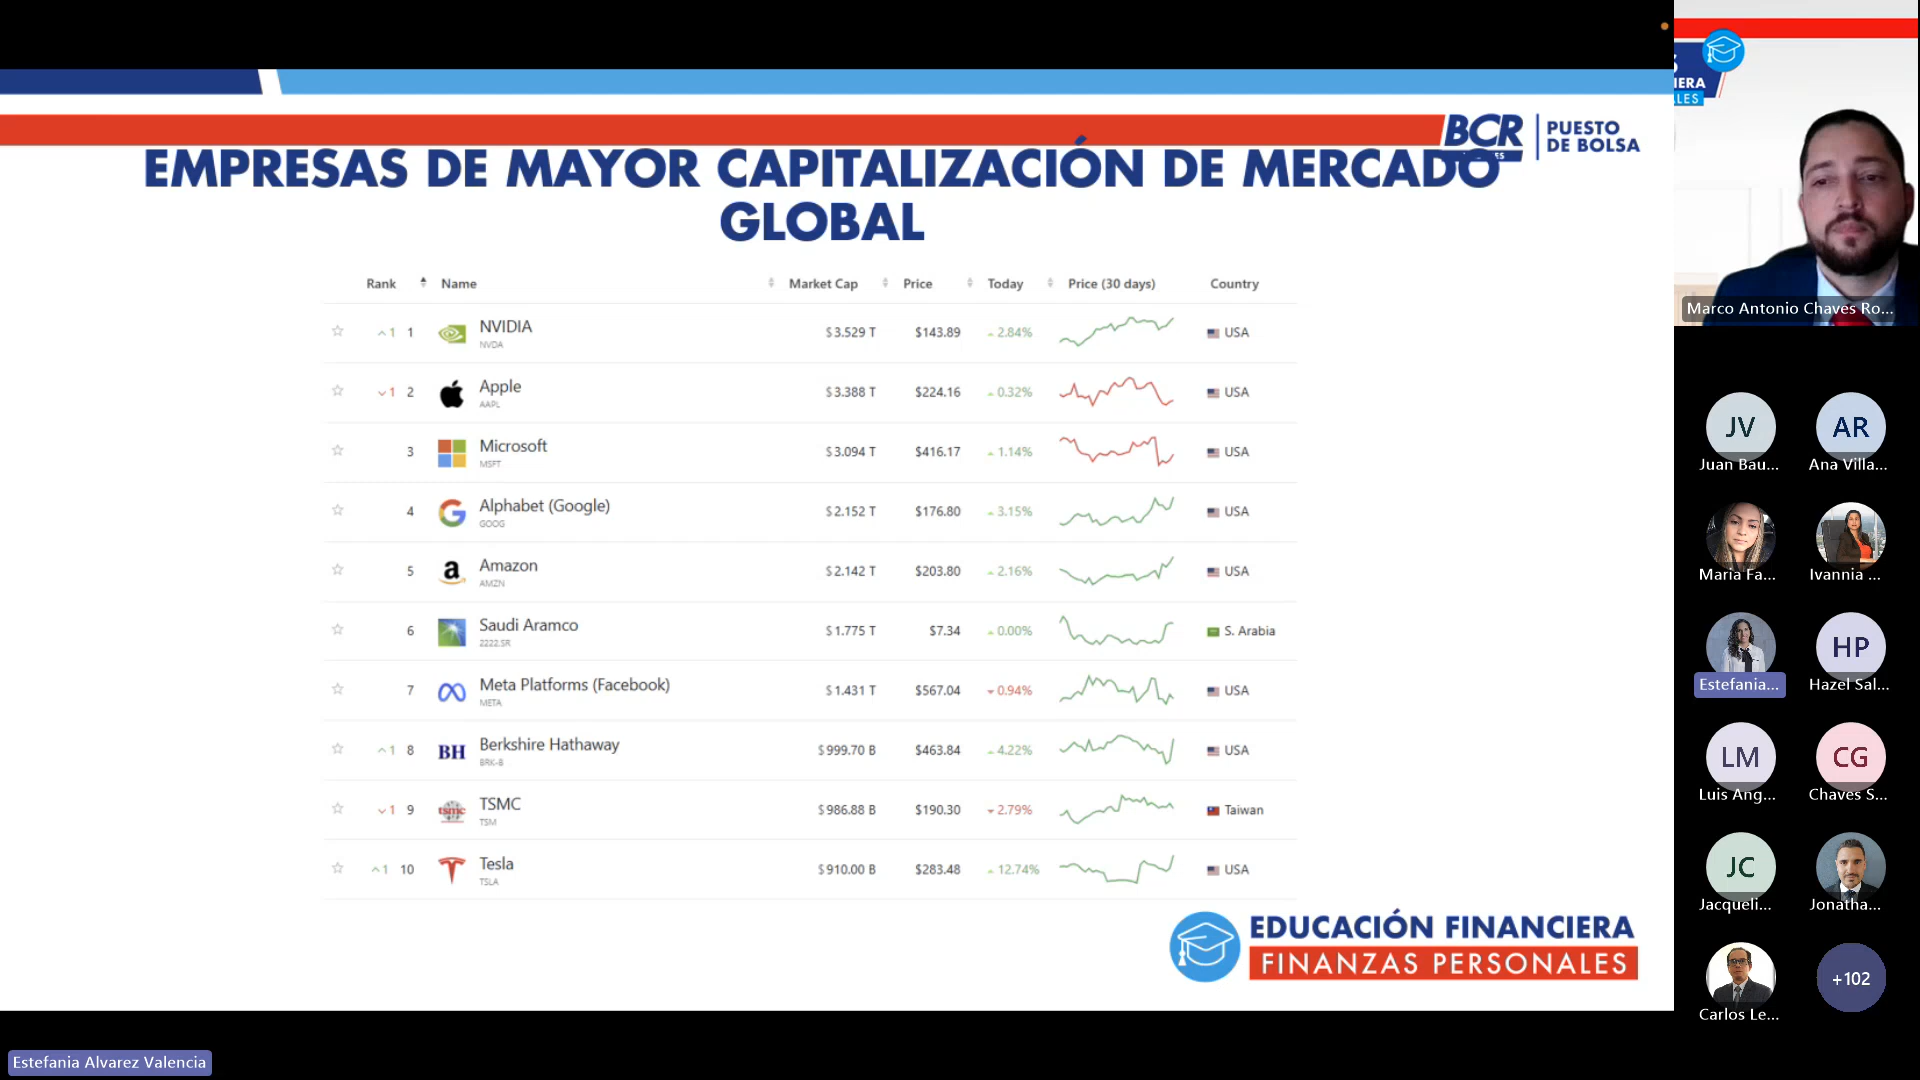 BCR
PUESTO
DE BOLSA
EMPRESAS DE MAYOR CAPITALIZACIÓN DE MERCADO
GLOBAL
Rank Name Market Cap Price Today Price (30 days) Country
1 1 NVIDIA $3.529 T $143.89 2.84% USA
NVDA
1 2 Apple $3.388 T $224.16 0.32% USA
AAPL
3 Microsoft $3.094 T $416.17 1.14% USA
MSFT
4 Alphabet (Google) $2.152 T $176.80 3.15% USA
GOOG
5 Amazon $2.142 T $203.80 2.16% USA
AMZN
6 Saudi Aramco $1.775 T $7.34 0.00% S. Arabia
2222.SR
7 Meta Platforms (Facebook) $1.431 T $567.04 0.94% USA
META
1 8 BH Berkshire Hathaway $999.70 B $463.84 4.22% USA
BRK-B
1 9 tsmc TSMC $986.88 B $190.30 2.79% Taiwan
TSM
1 10 Tesla $910.00 B $283.48 12.74% USA
TSLA
EDUCACIÓN FINANCIERA
FINANZAS PERSONALES
Estefania Alvarez Valencia
Marco Antonio Chaves Ro...
JV AR
Juan Bau... Ana Villa...
Maria Fa... Ivannia ...
HP
Estefania... Hazel Sal...
LM CG
Luis Ang... Chaves S...
JC
Jacqueli... Jonatha...
+102
Carlos Le...